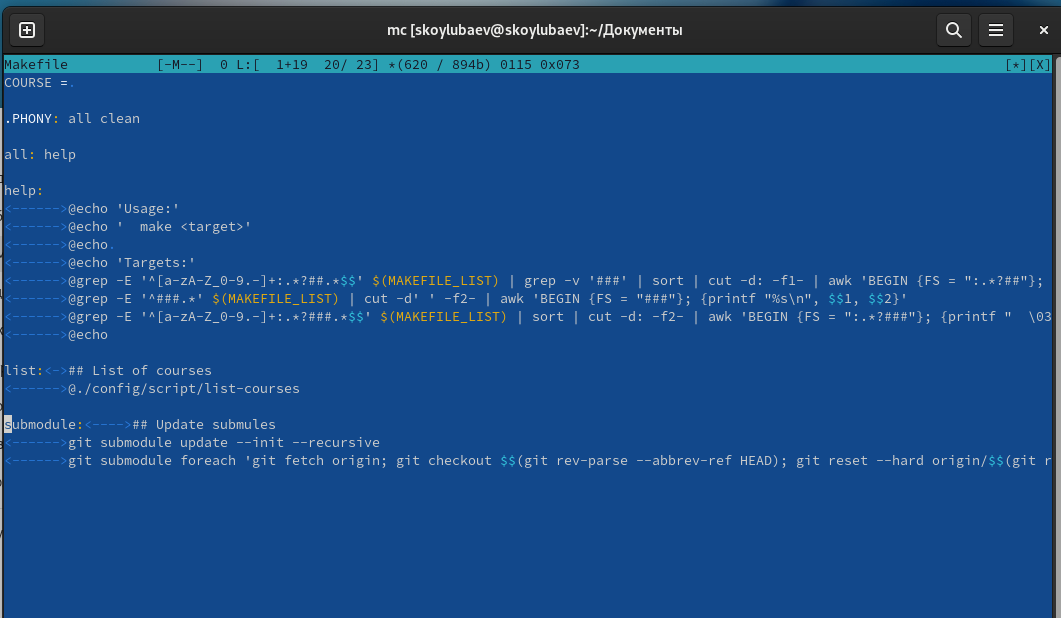 mc [skoylubaev@skoylubaev]:~/Документы
Makefile [-M--] 0 L:[ 1+19 20/ 23] *(620 / 894b) 0115 0x073 [*][X]
COURSE =.
.PHONY: all clean
all: help
help:
<------>@echo 'Usage:'
<------>@echo '  make <target>'
<------>@echo.
<------>@echo 'Targets:'
<------>@grep -E '^[a-zA-Z_0-9.-]+:.*?##.*$$' $(MAKEFILE_LIST) | grep -v '###' | sort | cut -d: -f1- | awk 'BEGIN {FS = ":.*?##"};
<------>@grep -E '^###.*' $(MAKEFILE_LIST) | cut -d' ' -f2- | awk 'BEGIN {FS = "###"}; {printf "%s\n", $$1, $$2}'
<------>@grep -E '^[a-zA-Z_0-9.-]+:.*?###.*$$' $(MAKEFILE_LIST) | sort | cut -d: -f2- | awk 'BEGIN {FS = ":.*?###"}; {printf "  \03
<------>@echo
list:<->## List of courses
<------>@./config/script/list-courses
submodule:<---->## Update submules
<------>git submodule update --init --recursive
<------>git submodule foreach 'git fetch origin; git checkout $$(git rev-parse --abbrev-ref HEAD); git reset --hard origin/$$(git r